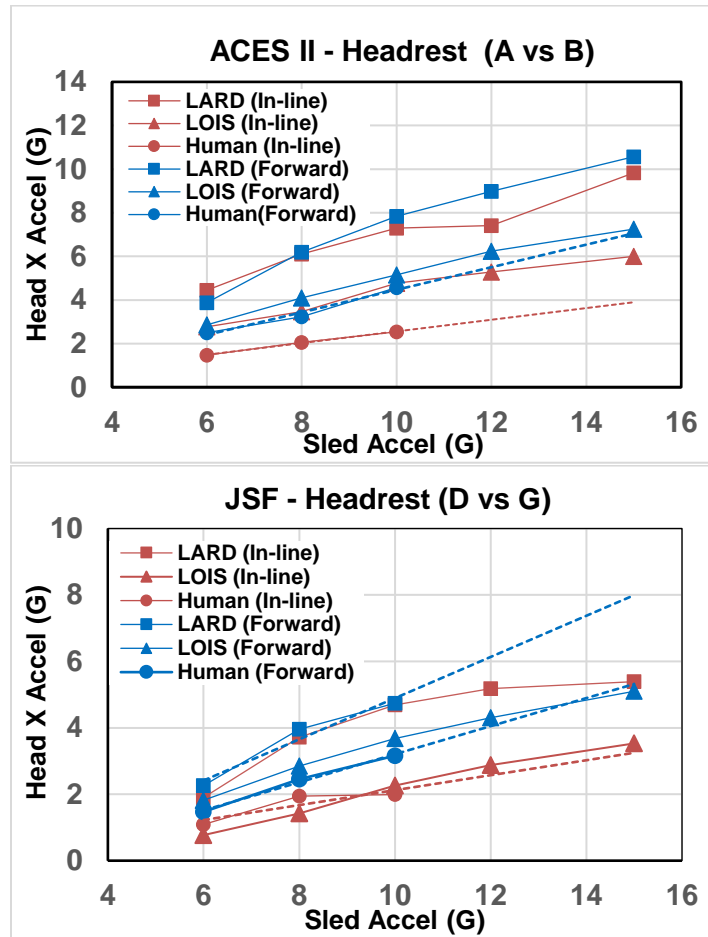 ACES II - Headrest (A vs B)
14
12
10
8
6
4
2
0
Head X Accel (G)
LARD (In-line)
LOIS (In-line)
Human (In-line)
LARD (Forward)
LOIS (Forward)
Human(Forward)
4 6 8 10 12 14 16
Sled Accel (G)
JSF - Headrest (D vs G)
10
8
6
4
2
0
Head X Accel (G)
LARD (In-line)
LOIS (In-line)
Human (In-line)
LARD (Forward)
LOIS (Forward)
Human (Forward)
4 6 8 10 12 14 16
Sled Accel (G)